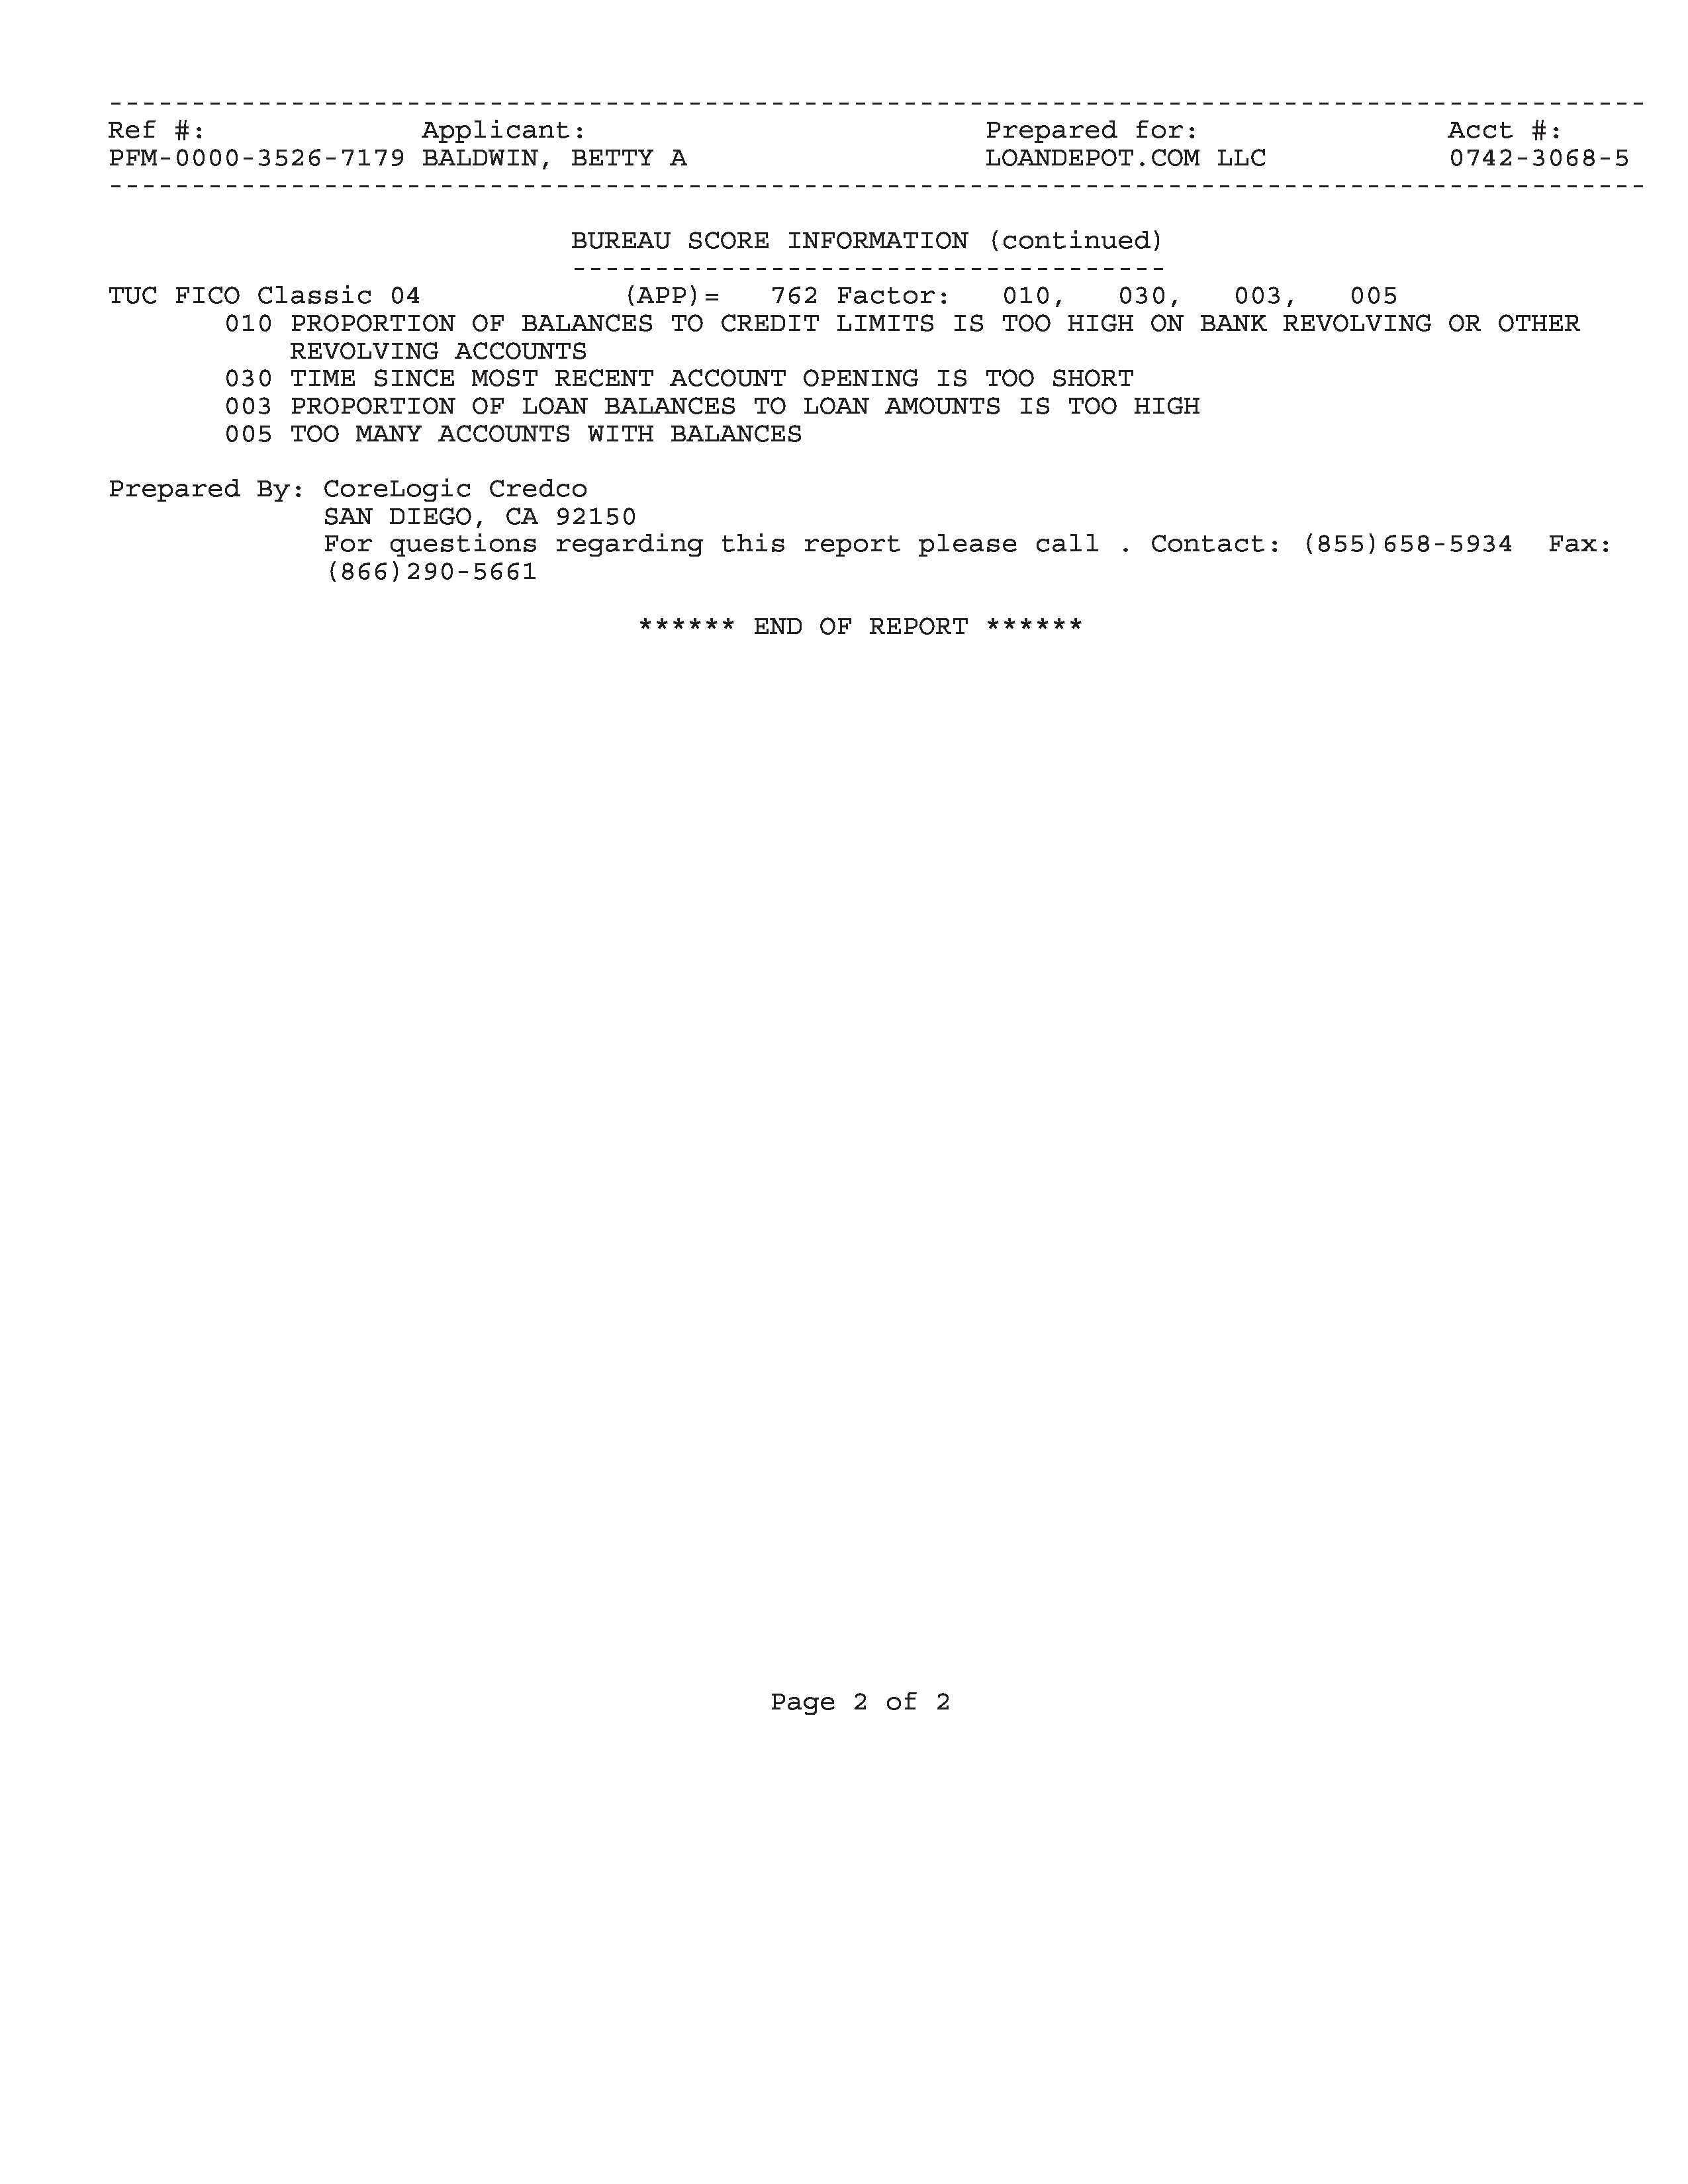 Ref #: Applicant: Prepared for: Acct #:
PFM-0000-3526-7179 BALDWIN, BETTY A LOANDEPOT.COM LLC 0742-3068-5
BUREAU SCORE INFORMATION (continued)
TUC FICO Classic 04 (APP)= 762 Factor: 010, 030, 003, 005
010 PROPORTION OF BALANCES TO CREDIT LIMITS IS TOO HIGH ON BANK REVOLVING OR OTHER
REVOLVING ACCOUNTS
030 TIME SINCE MOST RECENT ACCOUNT OPENING IS TOO SHORT
003 PROPORTION OF LOAN BALANCES TO LOAN AMOUNTS IS TOO HIGH
005 TOO MANY ACCOUNTS WITH BALANCES
Prepared By: CoreLogic Credco
SAN DIEGO, CA 92150
For questions regarding this report please call . Contact: (855)658-5934 Fax:
(866)290-5661
****** END OF REPORT ******
Page 2 of 2